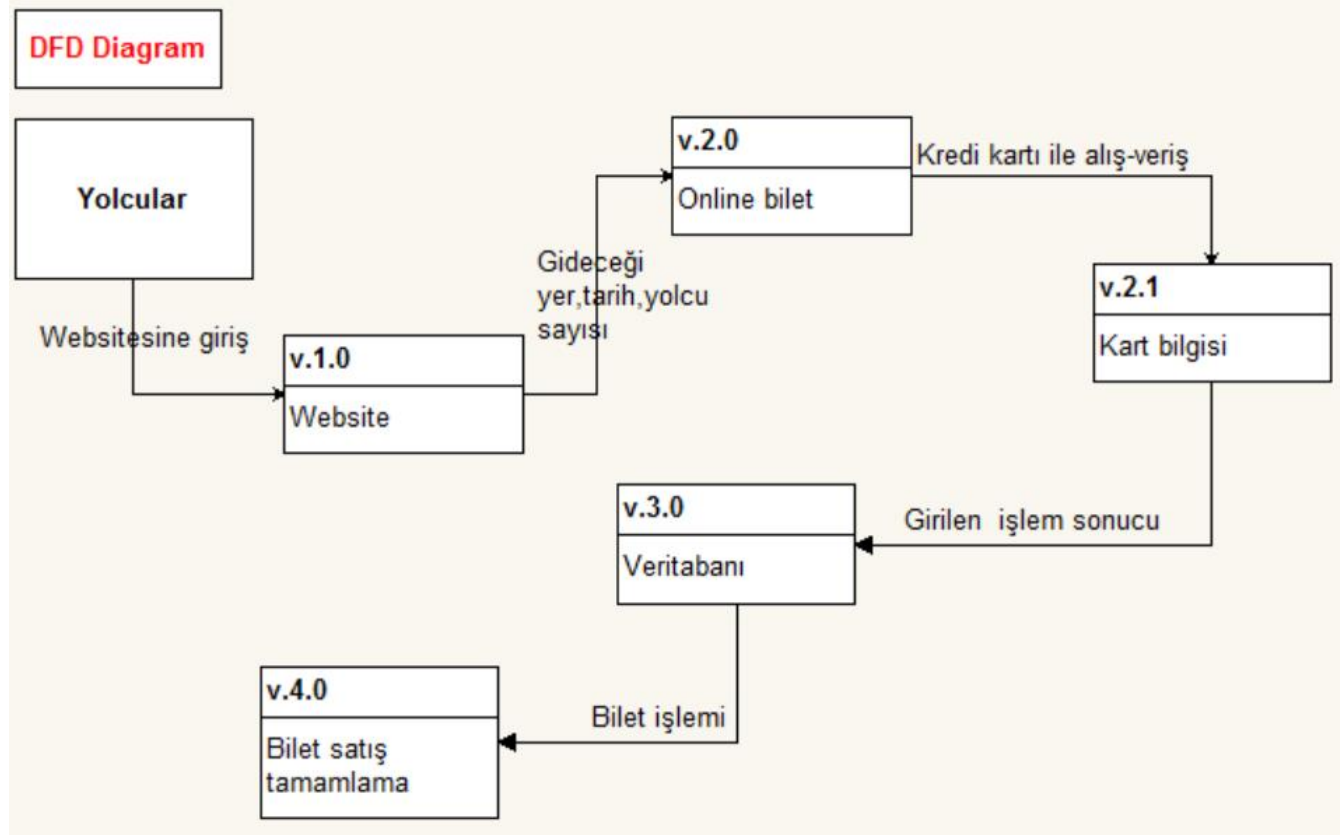 DFD Diagram
Yolcular
Websitesine giriş
v.1.0
Website
Gideceği
yer,tarih,yolcu
sayısı
v.2.0
Online bilet
Kredi kartı ile alış-veriş
v.2.1
Kart bilgisi
Girilen  işlem sonucu
v.3.0
Veritabanı
Bilet işlemi
v.4.0
Bilet satış
tamamlama